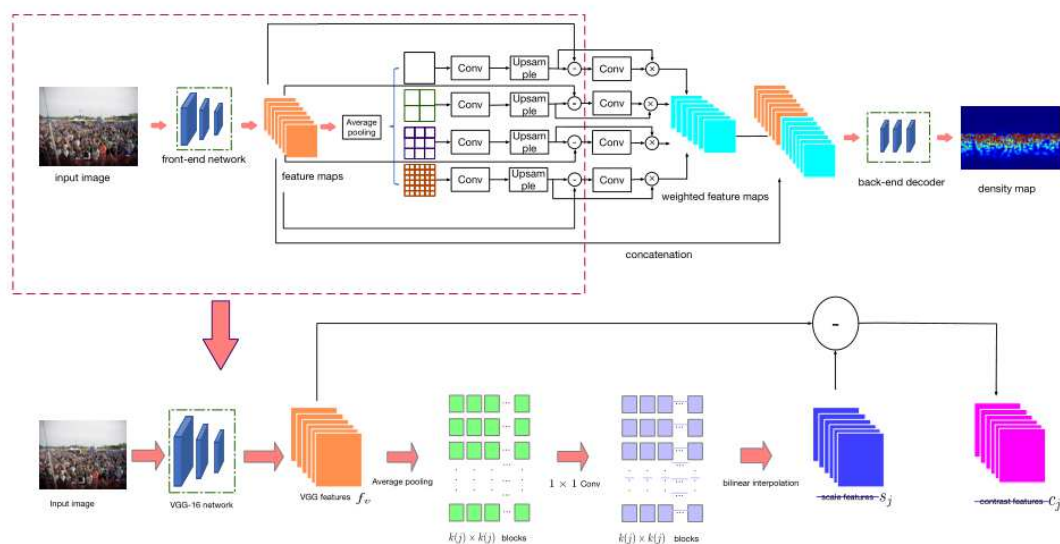 input image
front-end network
feature maps
Average
pooling
Conv
Upsam
ple
-
Conv
×
Conv
Upsam
ple
-
Conv
×
Conv
Upsam
ple
-
Conv
×
Conv
Upsam
ple
-
Conv
×
weighted feature maps
concatenation
back-end decoder
density map
-
Input image
VGG-16 network
VGG features f_v
Average pooling
k(j) × k(j) blocks
1 × 1 Conv
k(j) × k(j) blocks
bilinear interpolation
scale features s_j
contrast features c_j